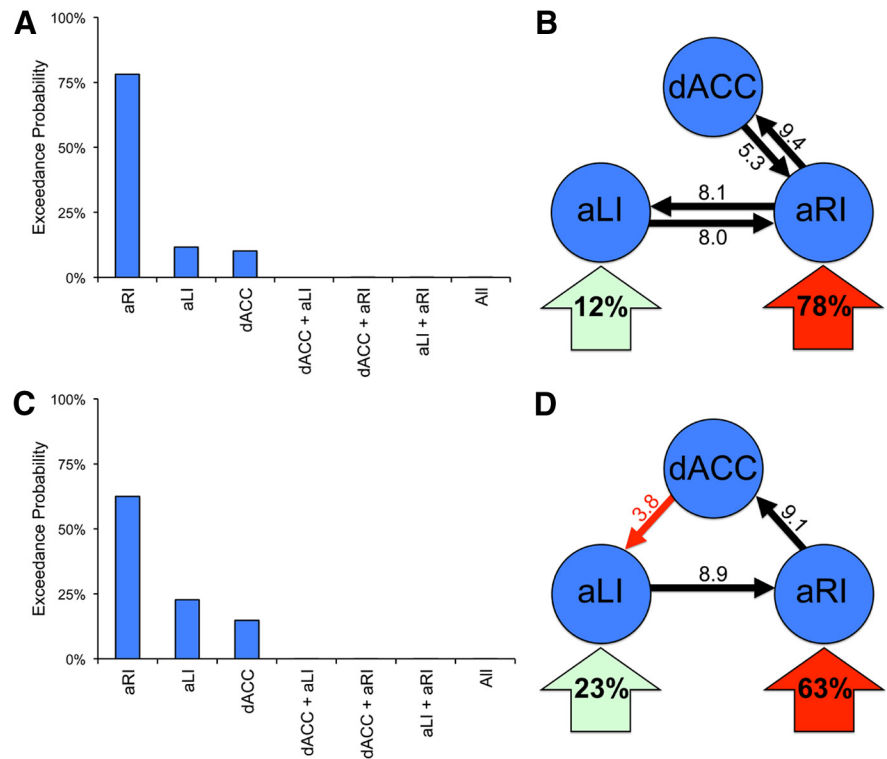 A
100%
75%
50%
25%
0%
Exceedance Probability
aRI
aLI
dACC
dACC + aLI
dACC + aRI
aLI + aRI
All
B
dACC
9.4
5.3
aLI
8.1
8.0
aRI
12%
78%
C
100%
75%
50%
25%
0%
Exceedance Probability
aRI
aLI
dACC
dACC + aLI
dACC + aRI
aLI + aRI
All
D
dACC
3.8
9.1
aLI
8.9
aRI
23%
63%